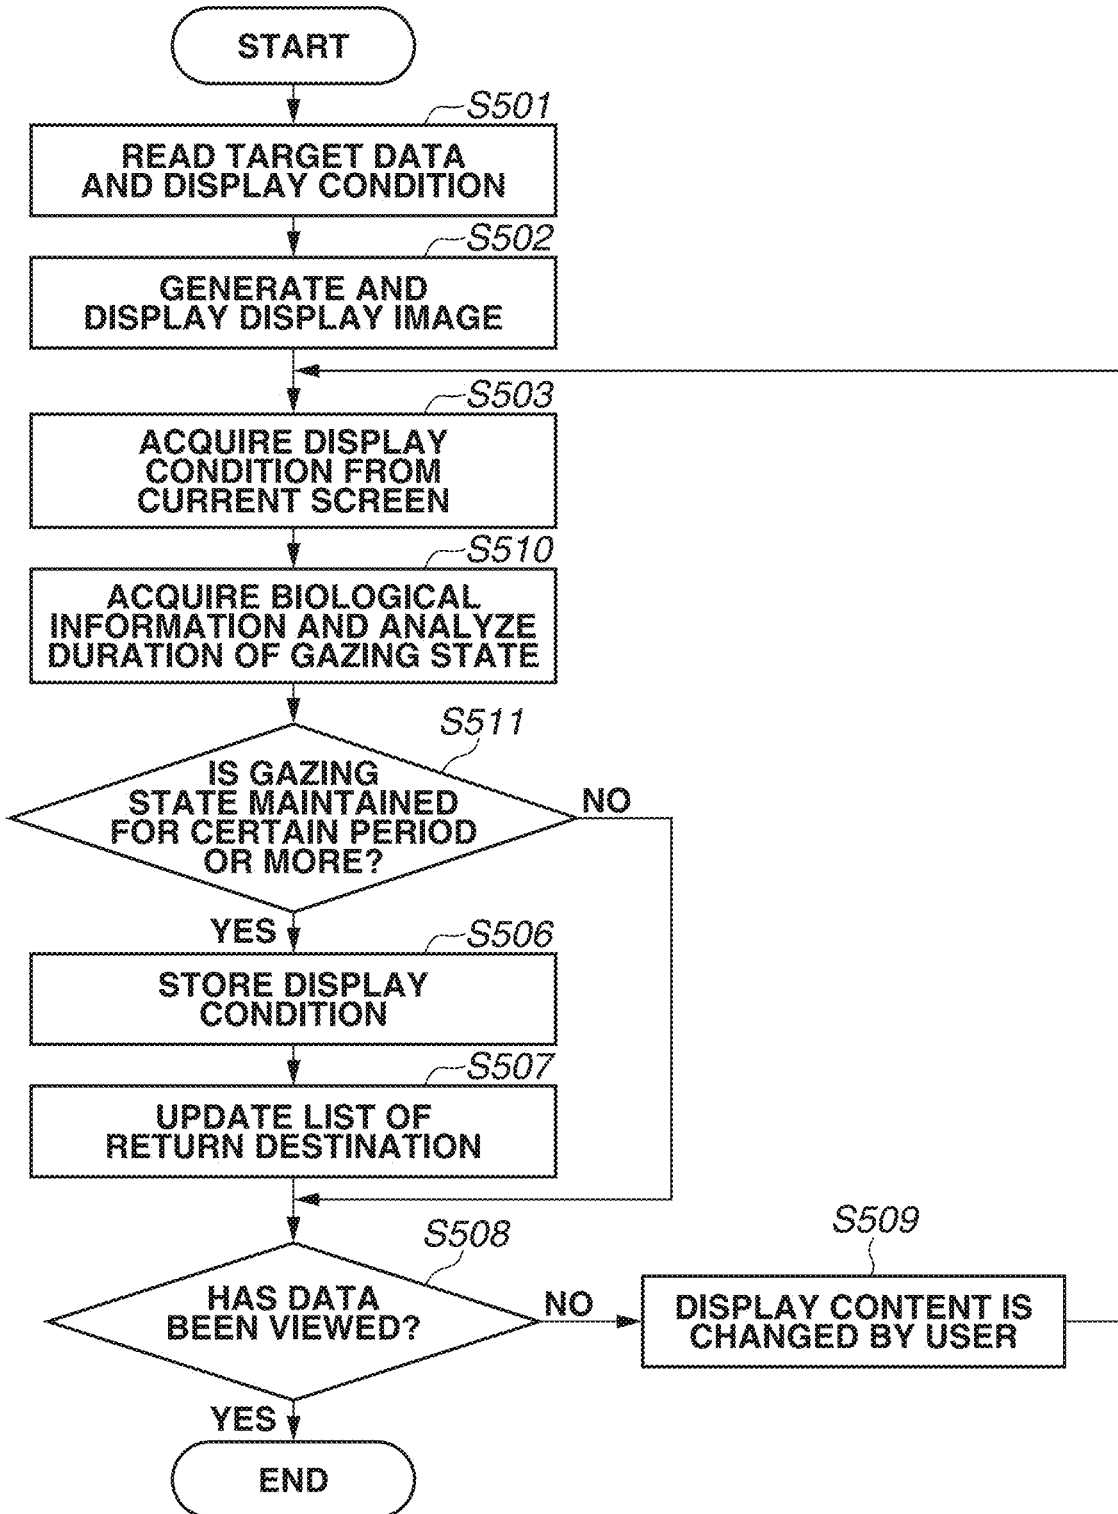 START
S501
READ TARGET DATA
AND DISPLAY CONDITION
S502
GENERATE AND
DISPLAY DISPLAY IMAGE
S503
ACQUIRE DISPLAY
CONDITION FROM
CURRENT SCREEN
S510
ACQUIRE BIOLOGICAL
INFORMATION AND ANALYZE
DURATION OF GAZING STATE
S511
IS GAZING
STATE MAINTAINED
FOR CERTAIN PERIOD
OR MORE?
NO
YES
S506
STORE DISPLAY
CONDITION
S507
UPDATE LIST OF
RETURN DESTINATION
S508
HAS DATA
BEEN VIEWED?
NO
S509
DISPLAY CONTENT IS
CHANGED BY USER
YES
END